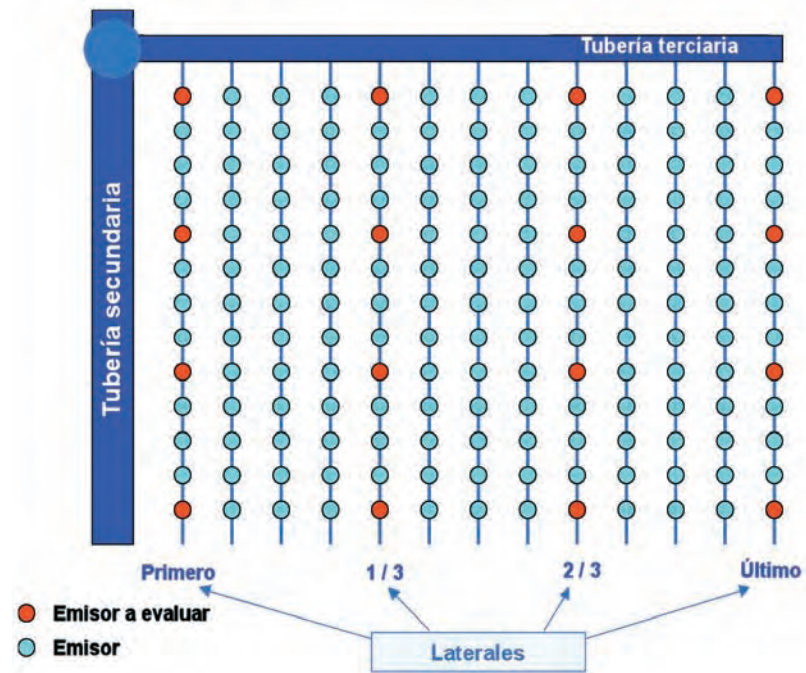 Tubería terciaria
Tubería secundaria
Primero
1 / 3
2 / 3
Último
Emisor a evaluar
Emisor
Laterales